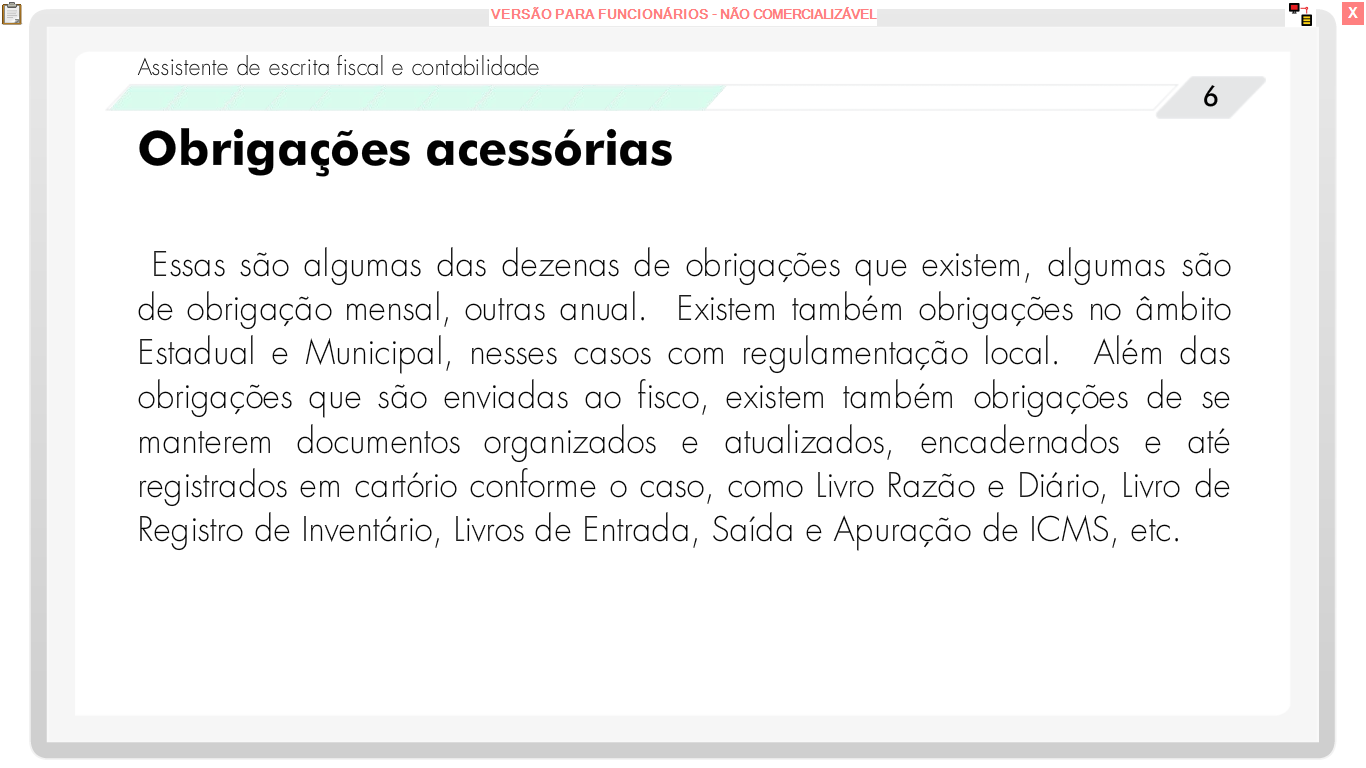 VERSÃO PARA FUNCIONÁRIOS - NÃO COMERCIALIZÁVEL
X
Assistente de escrita fiscal e contabilidade
6
Obrigações acessórias
Essas são algumas das dezenas de obrigações que existem, algumas são
de obrigação mensal, outras anual. Existem também obrigações no âmbito
Estadual e Municipal, nesses casos com regulamentação local. Além das
obrigações que são enviadas ao fisco, existem também obrigações de se
manterem documentos organizados e atualizados, encadernados e até
registrados em cartório conforme o caso, como Livro Razão e Diário, Livro de
Registro de Inventário, Livros de Entrada, Saída e Apuração de ICMS, etc.